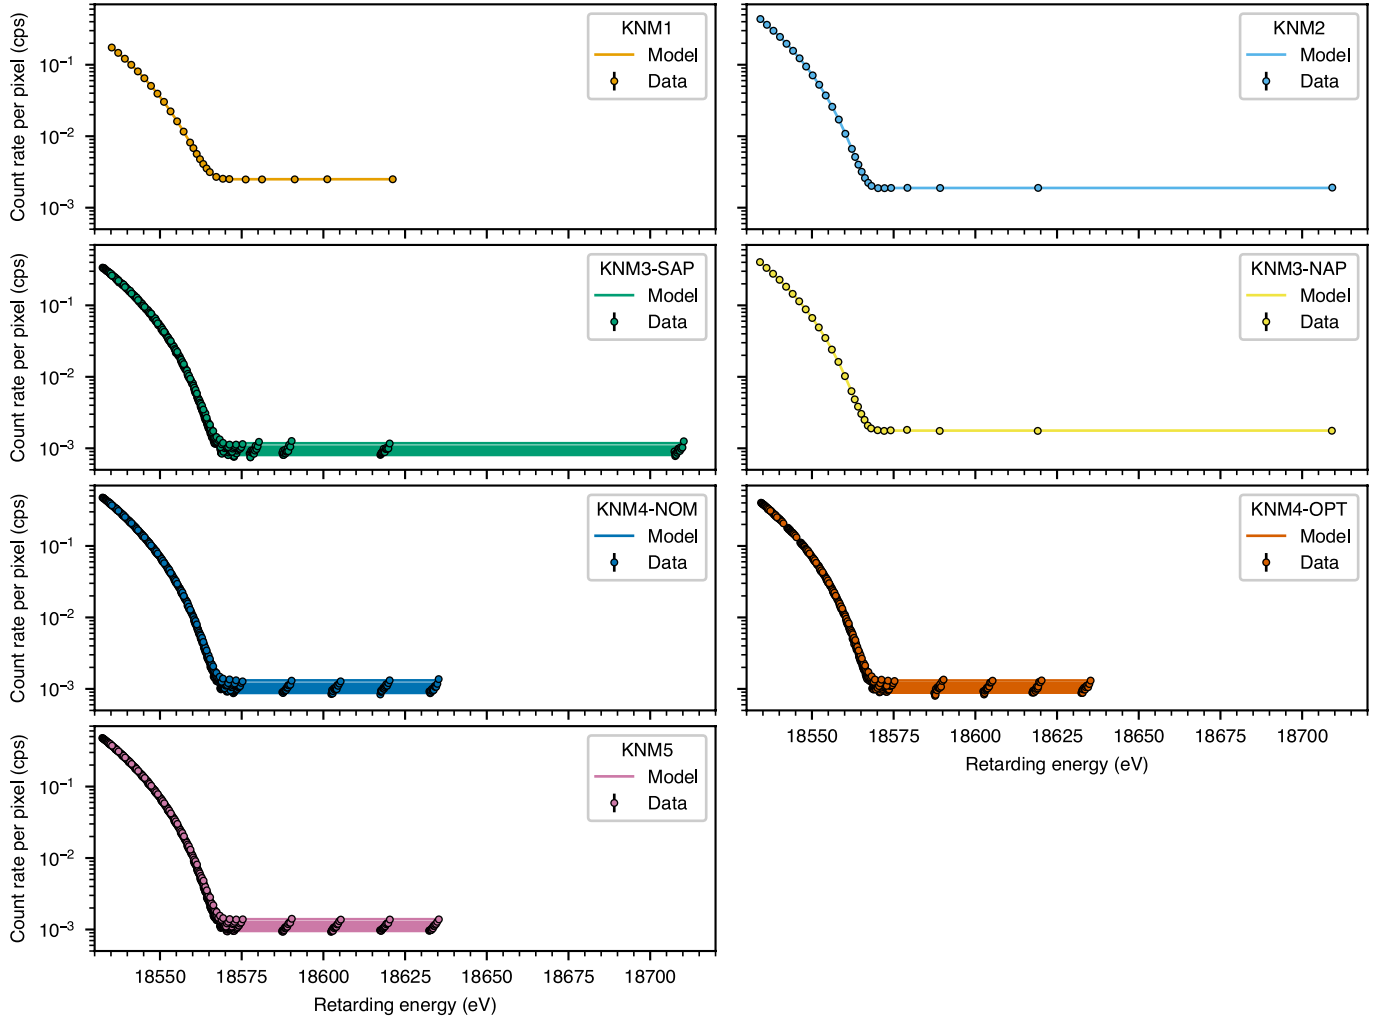 Count rate per pixel (cps)
10⁻¹
10⁻²
10⁻³
KNM1
Model
Data
KNM2
Model
Data
Count rate per pixel (cps)
10⁻¹
10⁻²
10⁻³
KNM3-SAP
Model
Data
KNM3-NAP
Model
Data
Count rate per pixel (cps)
10⁻¹
10⁻²
10⁻³
KNM4-NOM
Model
Data
KNM4-OPT
Model
Data
18550 18575 18600 18625 18650 18675 18700
Retarding energy (eV)
Count rate per pixel (cps)
10⁻¹
10⁻²
10⁻³
KNM5
Model
Data
18550 18575 18600 18625 18650 18675 18700
Retarding energy (eV)